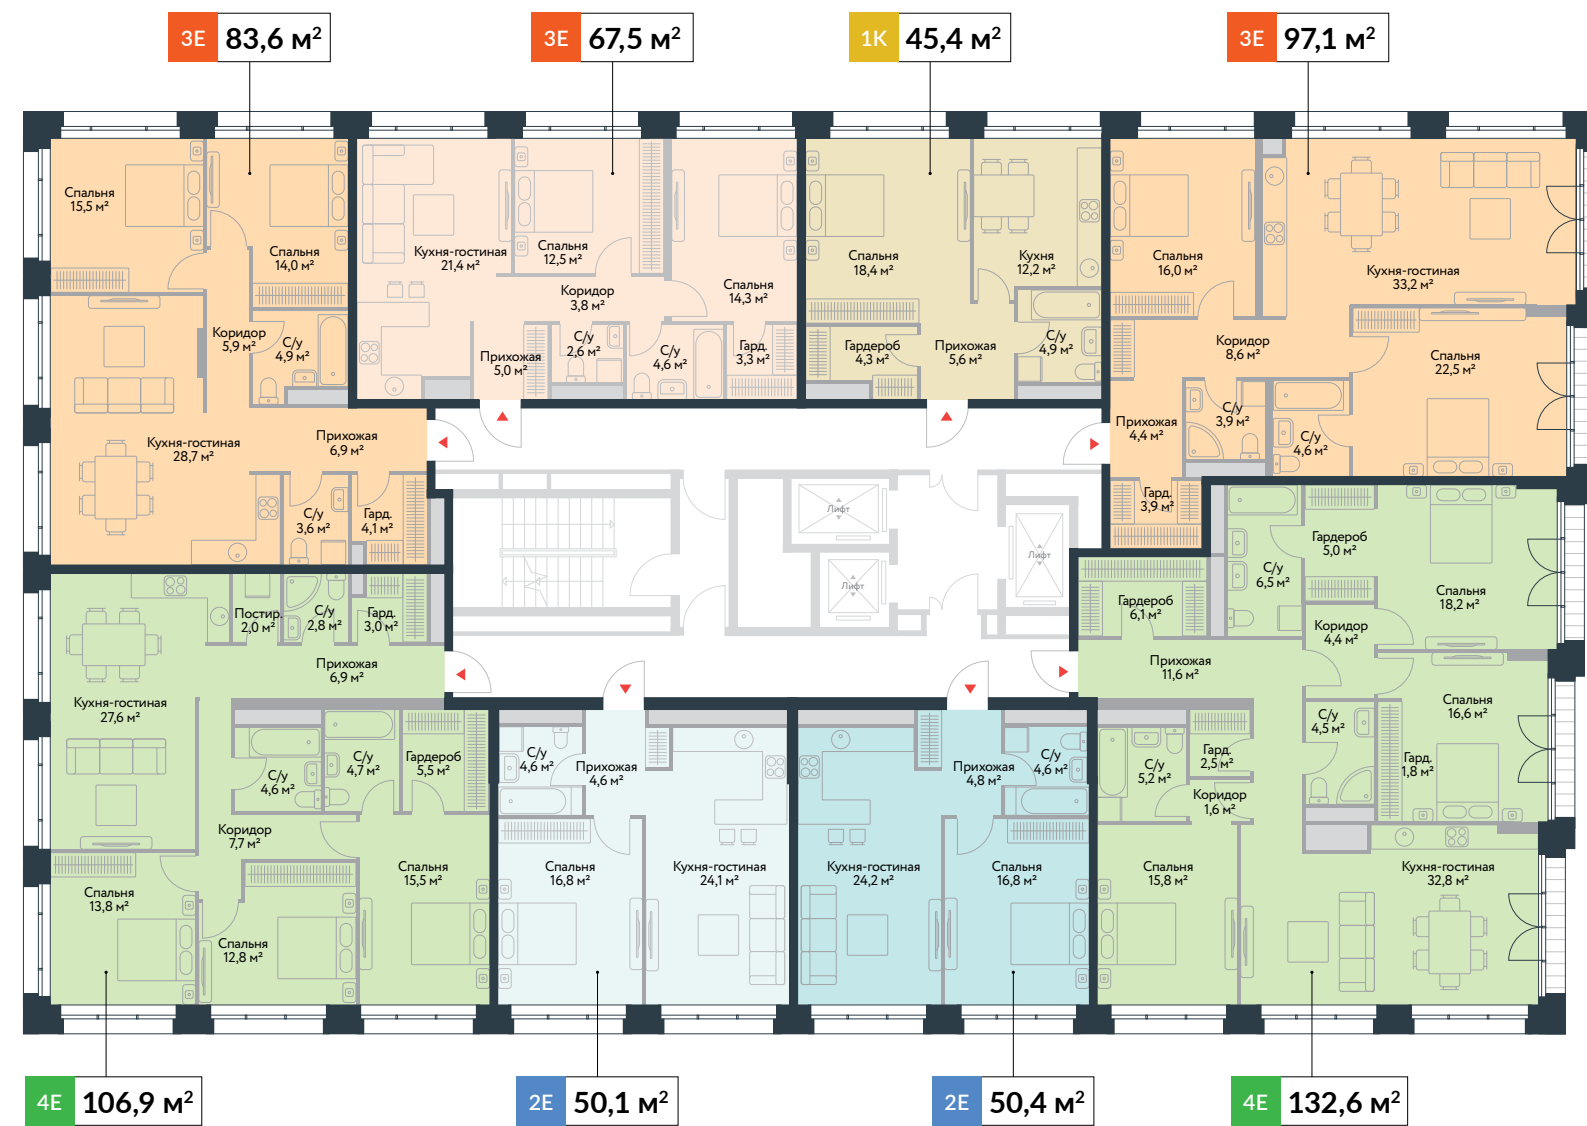 3Е 83,6 м²
3Е 67,5 м²
1К 45,4 м²
3Е 97,1 м²
Спальня
15,5 м²
Спальня
14,0 м²
Коридор
5,9 м²
С/у
4,9 м²
Кухня-гостиная
28,7 м²
Прихожая
6,9 м²
С/у
3,6 м²
Гард.
4,1 м²
Кухня-гостиная
21,4 м²
Спальня
12,5 м²
Коридор
3,8 м²
Спальня
14,3 м²
Прихожая
5,0 м²
С/у
2,6 м²
С/у
4,6 м²
Гард.
3,3 м²
Спальня
18,4 м²
Кухня
12,2 м²
Гардероб
4,3 м²
Прихожая
5,6 м²
С/у
4,9 м²
Спальня
16,0 м²
Кухня-гостиная
33,2 м²
Коридор
8,6 м²
Спальня
22,5 м²
Прихожая
4,4 м²
С/у
3,9 м²
С/у
4,6 м²
Гард.
3,9 м²
Лифт
Лифт
Лифт
Постир.
2,0 м²
С/у
2,8 м²
Гард.
3,0 м²
Прихожая
6,9 м²
Кухня-гостиная
27,6 м²
С/у
4,6 м²
С/у
4,7 м²
Гардероб
5,5 м²
Коридор
7,7 м²
Спальня
13,8 м²
Спальня
12,8 м²
Спальня
15,5 м²
С/у
4,6 м²
Прихожая
4,6 м²
Спальня
16,8 м²
Кухня-гостиная
24,1 м²
Прихожая
4,8 м²
С/у
4,6 м²
Кухня-гостиная
24,2 м²
Спальня
16,8 м²
Гардероб
6,1 м²
С/у
6,5 м²
Гардероб
5,0 м²
Спальня
18,2 м²
Коридор
4,4 м²
Прихожая
11,6 м²
Спальня
16,6 м²
С/у
4,5 м²
Гард.
1,8 м²
С/у
5,2 м²
Гард.
2,5 м²
Коридор
1,6 м²
Спальня
15,8 м²
Кухня-гостиная
32,8 м²
4Е 106,9 м²
2Е 50,1 м²
2Е 50,4 м²
4Е 132,6 м²